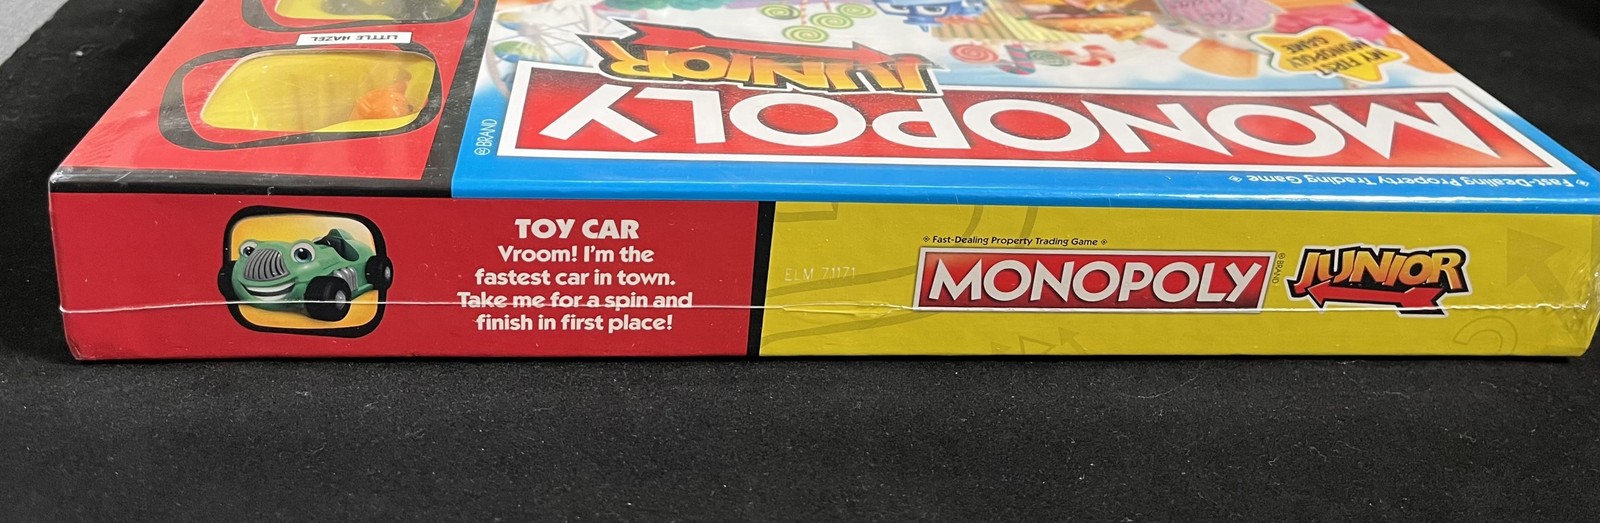 LITTLE HAZEL
MY FIRST
MONOPOLY
GAME
JUNIOR
MONOPOLY
BRAND
Fast-Dealing Property Trading Game
TOY CAR
Vroom! I'm the
fastest car in town.
Take me for a spin and
finish in first place!
ELM 71171
Fast-Dealing Property Trading Game
MONOPOLY
BRAND
JUNIOR